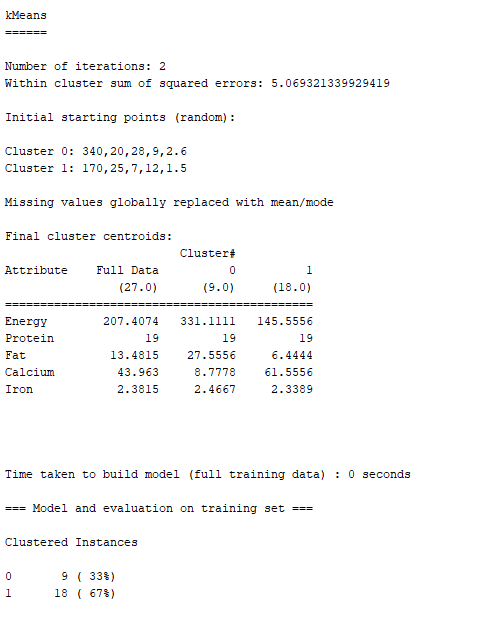 kMeans
======
Number of iterations: 2
Within cluster sum of squared errors: 5.069321339929419
Initial starting points (random):
Cluster 0: 340,20,28,9,2.6
Cluster 1: 170,25,7,12,1.5
Missing values globally replaced with mean/mode
Final cluster centroids:
                         Cluster#
Attribute    Full Data          0          1
                (27.0)      (9.0)     (18.0)
============================================
Energy        207.4074   331.1111   145.5556
Protein             19         19         19
Fat            13.4815    27.5556     6.4444
Calcium         43.963     8.7778    61.5556
Iron            2.3815     2.4667     2.3389
Time taken to build model (full training data) : 0 seconds
=== Model and evaluation on training set ===
Clustered Instances
0       9 ( 33%)
1      18 ( 67%)